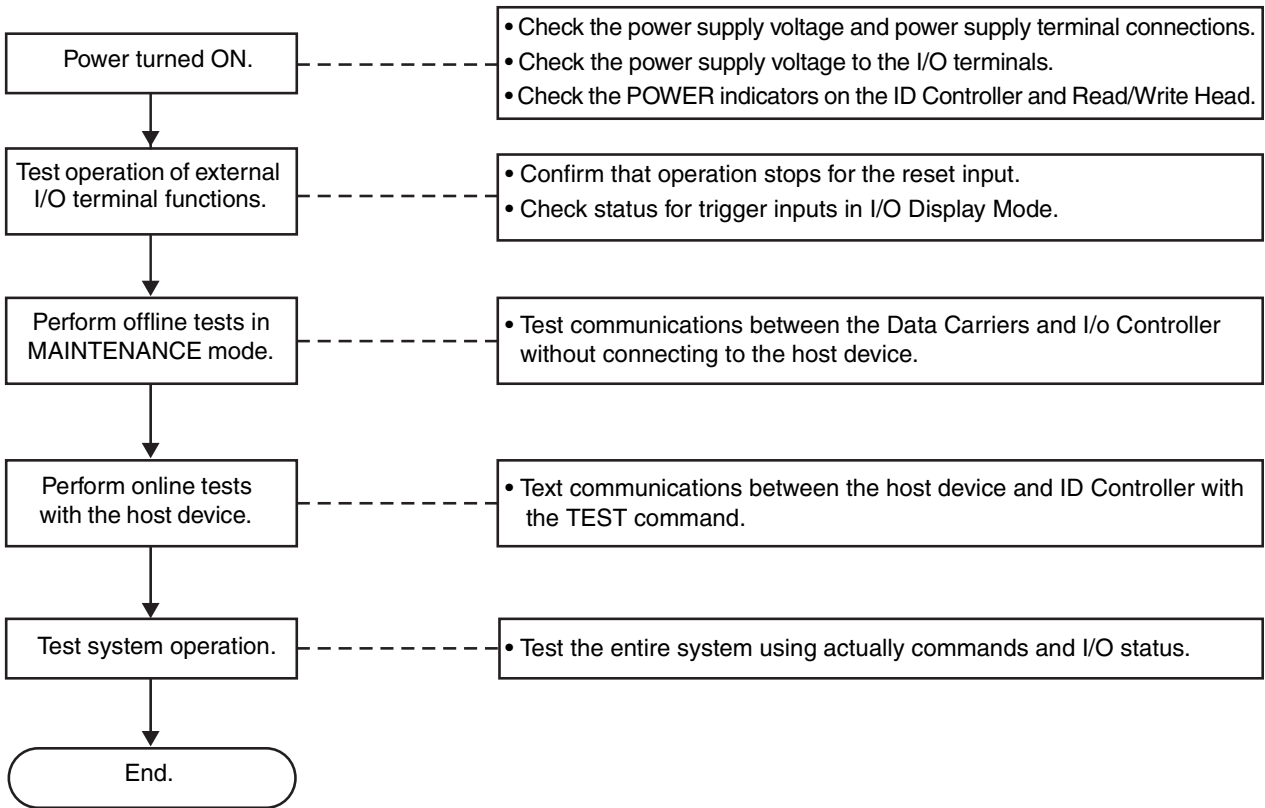 Power turned ON.
• Check the power supply voltage and power supply terminal connections.
• Check the power supply voltage to the I/O terminals.
• Check the POWER indicators on the ID Controller and Read/Write Head.
Test operation of external
I/O terminal functions.
• Confirm that operation stops for the reset input.
• Check status for trigger inputs in I/O Display Mode.
Perform offline tests in
MAINTENANCE mode.
• Test communications between the Data Carriers and I/o Controller
without connecting to the host device.
Perform online tests
with the host device.
• Text communications between the host device and ID Controller with
the TEST command.
Test system operation.
• Test the entire system using actually commands and I/O status.
End.